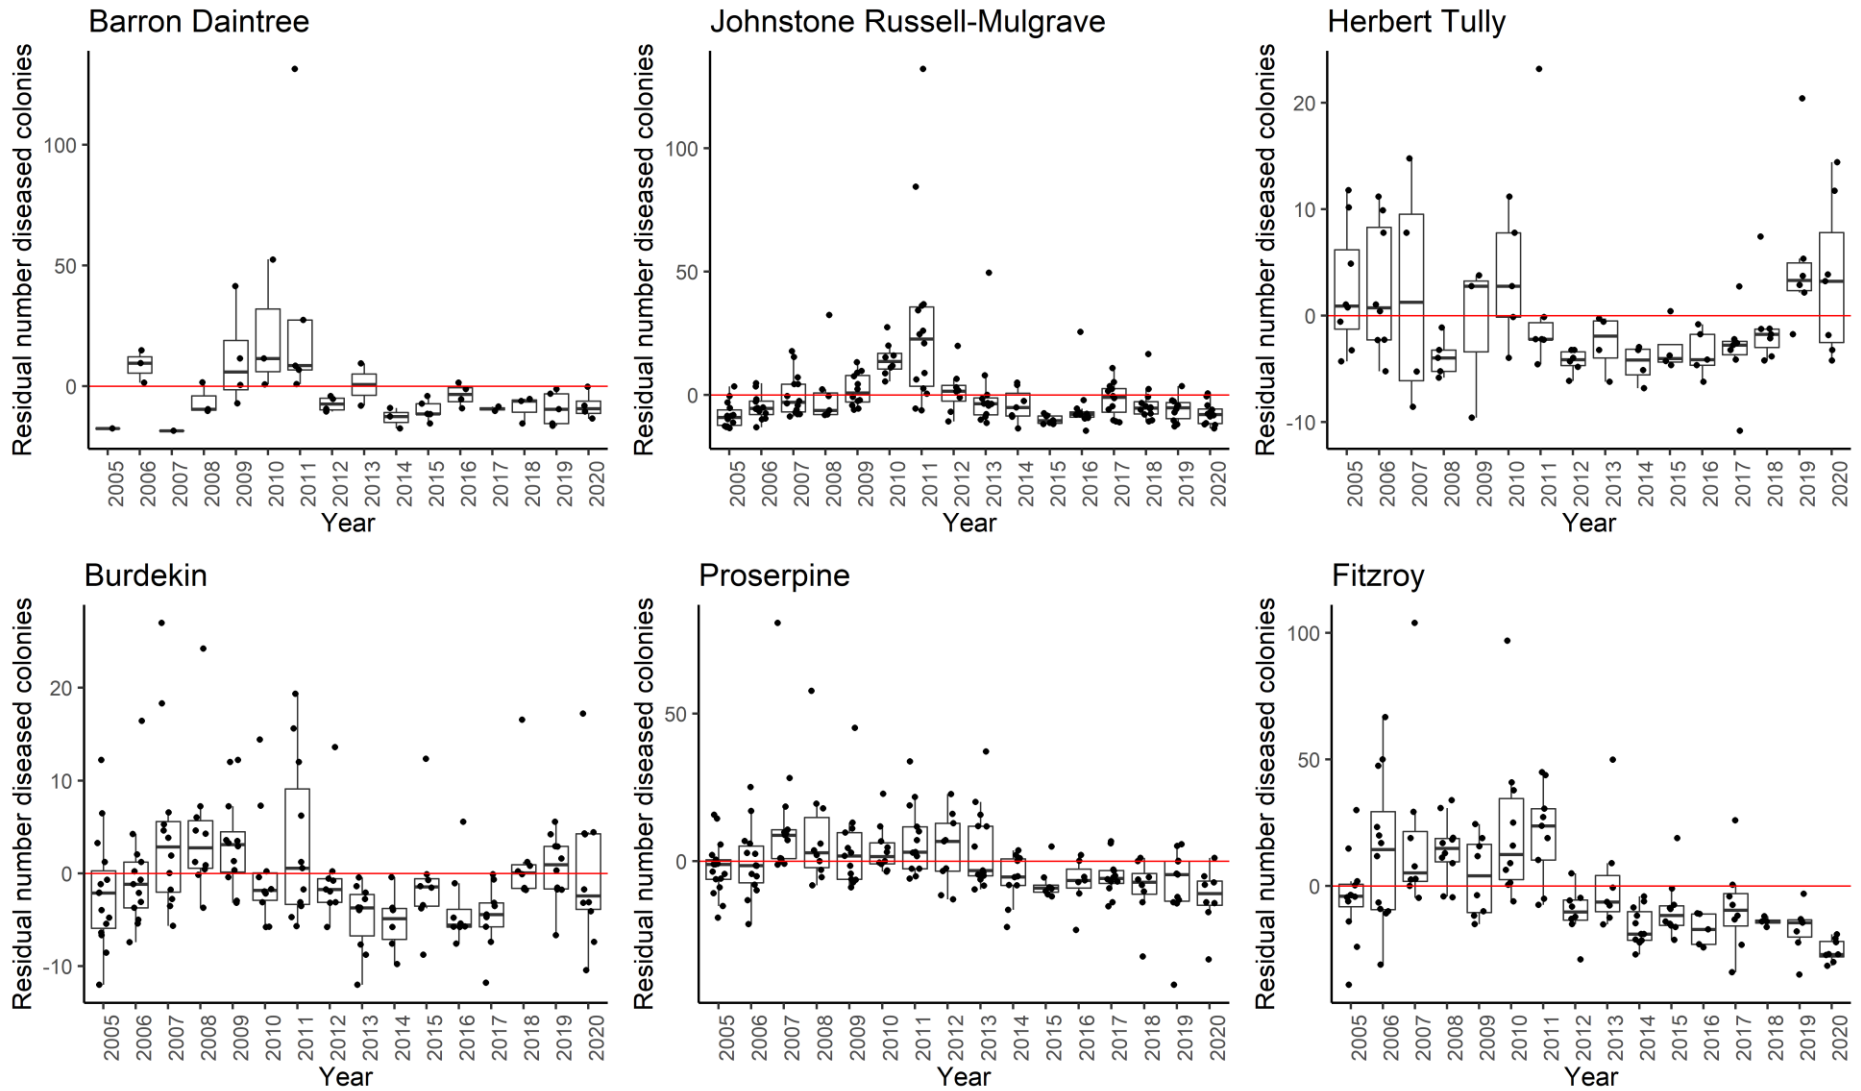 Barron Daintree
Residual number diseased colonies
100
50
0
2005 2006 2007 2008 2009 2010 2011 2012 2013 2014 2015 2016 2017 2018 2019 2020
Year
Johnstone Russell-Mulgrave
Residual number diseased colonies
100
50
0
2005 2006 2007 2008 2009 2010 2011 2012 2013 2014 2015 2016 2017 2018 2019 2020
Year
Herbert Tully
Residual number diseased colonies
20
10
0
-10
2005 2006 2007 2008 2009 2010 2011 2012 2013 2014 2015 2016 2017 2018 2019 2020
Year
Burdekin
Residual number diseased colonies
20
10
0
-10
2005 2006 2007 2008 2009 2010 2011 2012 2013 2014 2015 2016 2017 2018 2019 2020
Year
Proserpine
Residual number diseased colonies
50
0
2005 2006 2007 2008 2009 2010 2011 2012 2013 2014 2015 2016 2017 2018 2019 2020
Year
Fitzroy
Residual number diseased colonies
100
50
0
2005 2006 2007 2008 2009 2010 2011 2012 2013 2014 2015 2016 2017 2018 2019 2020
Year